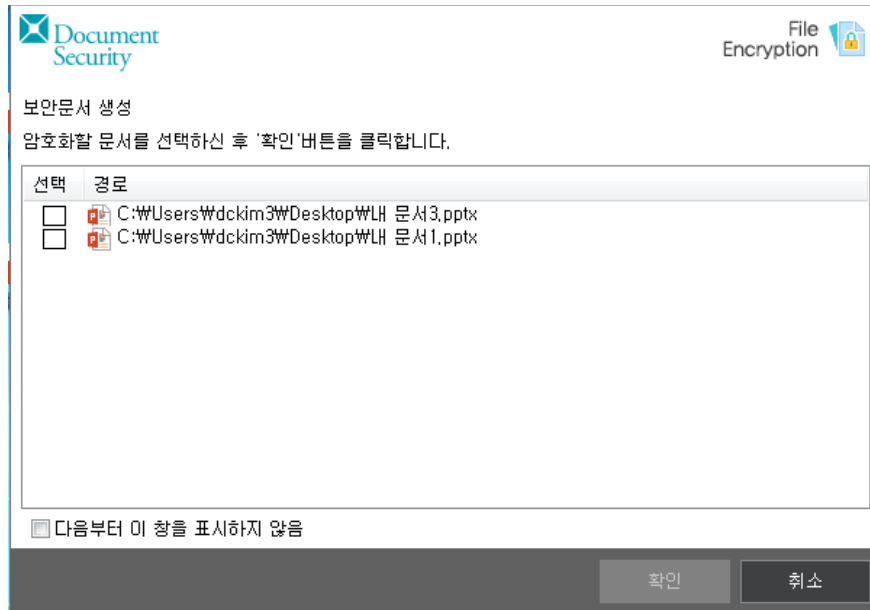 Document
Security
File
Encryption
보안문서 생성
암호화할 문서를 선택하신 후 '확인'버튼을 클릭합니다.
선택 경로
C:₩Users₩dckim3₩Desktop₩내 문서3.pptx
C:₩Users₩dckim3₩Desktop₩내 문서1.pptx
다음부터 이 창을 표시하지 않음
확인 취소